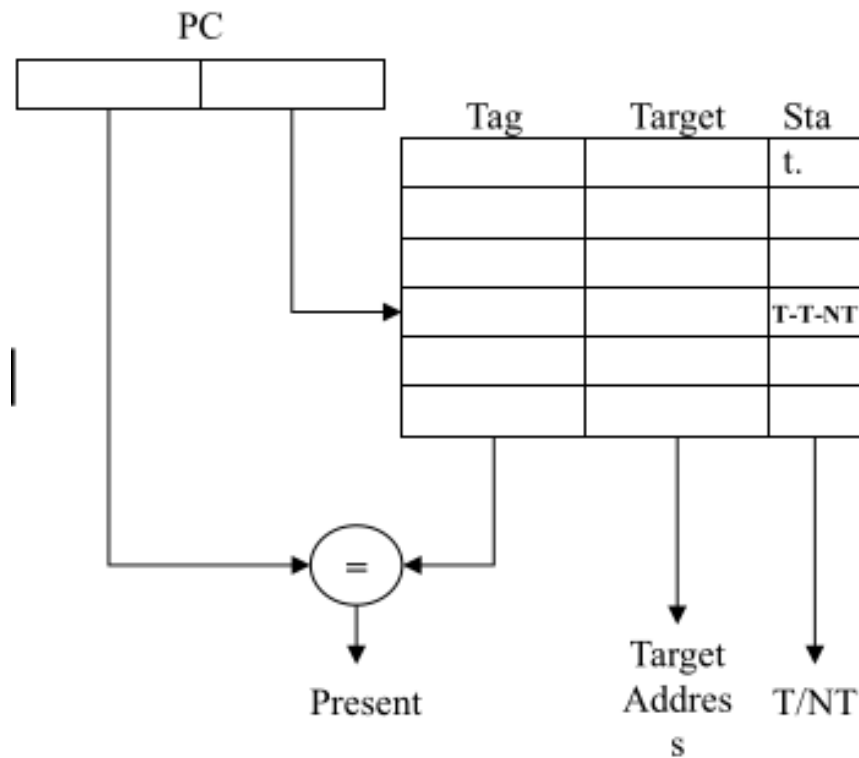 PC
Tag Target Sta
t.
T-T-NT
=
Present
Target
Addres
s
T/NT